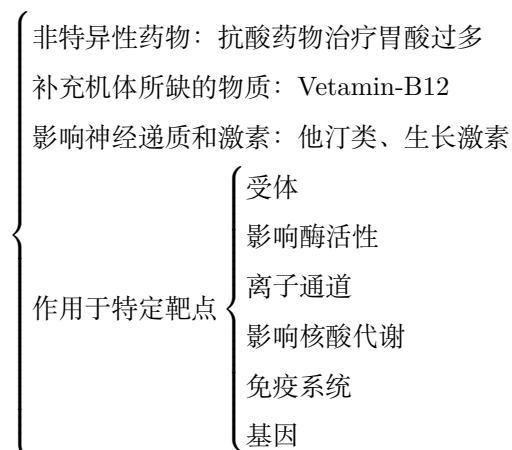 非特异性药物：抗酸药物治疗胃酸过多
补充机体所缺的物质：Vetamin-B12
影响神经递质和激素：他汀类、生长激素
作用于特定靶点
受体
影响酶活性
离子通道
影响核酸代谢
免疫系统
基因